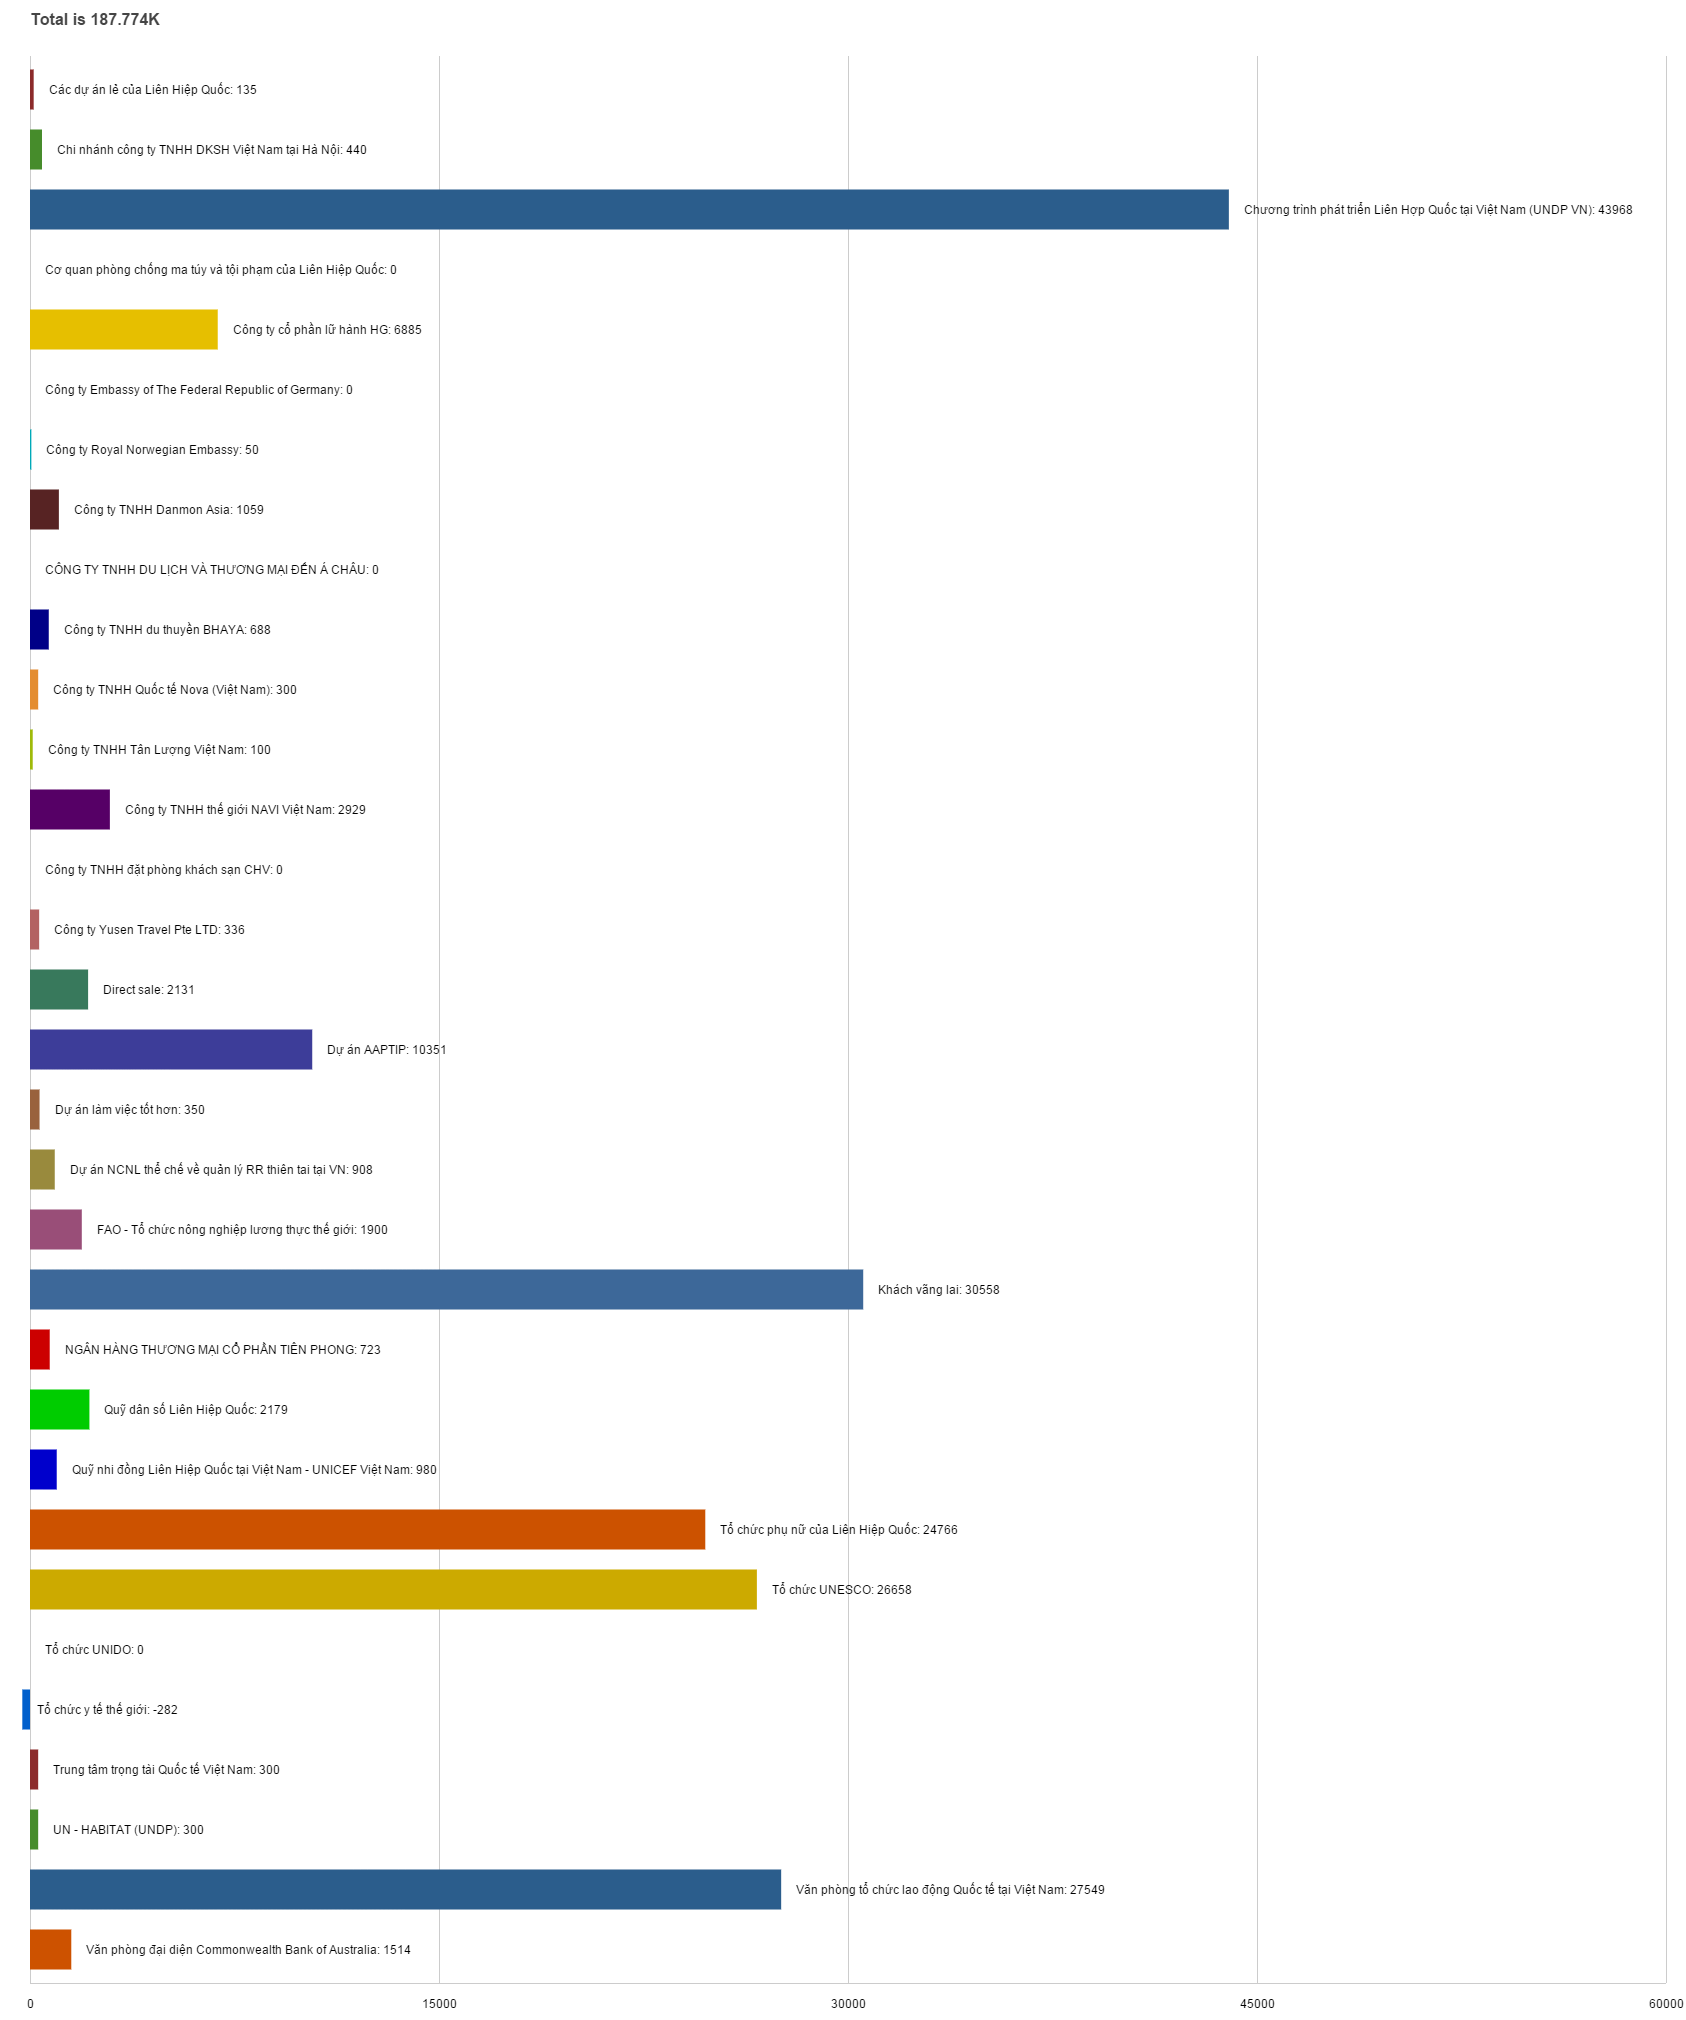 Total is 187.774K
Các dự án lẻ của Liên Hiệp Quốc: 135
Chi nhánh công ty TNHH DKSH Việt Nam tại Hà Nội: 440
Chương trình phát triển Liên Hợp Quốc tại Việt Nam (UNDP VN): 43968
Cơ quan phòng chống ma túy và tội phạm của Liên Hiệp Quốc: 0
Công ty cổ phần lữ hành HG: 6885
Công ty Embassy of The Federal Republic of Germany: 0
Công ty Royal Norwegian Embassy: 50
Công ty TNHH Danmon Asia: 1059
CÔNG TY TNHH DU LỊCH VÀ THƯƠNG MẠI ĐẾN Á CHÂU: 0
Công ty TNHH du thuyền BHAYA: 688
Công ty TNHH Quốc tế Nova (Việt Nam): 300
Công ty TNHH Tân Lượng Việt Nam: 100
Công ty TNHH thế giới NAVI Việt Nam: 2929
Công ty TNHH đặt phòng khách sạn CHV: 0
Công ty Yusen Travel Pte LTD: 336
Direct sale: 2131
Dự án AAPTIP: 10351
Dự án làm việc tốt hơn: 350
Dự án NCNL thể chế về quản lý RR thiên tai tại VN: 908
FAO - Tổ chức nông nghiệp lương thực thế giới: 1900
Khách vãng lai: 30558
NGÂN HÀNG THƯƠNG MẠI CỔ PHẦN TIÊN PHONG: 723
Quỹ dân số Liên Hiệp Quốc: 2179
Quỹ nhi đồng Liên Hiệp Quốc tại Việt Nam - UNICEF Việt Nam: 980
Tổ chức phụ nữ của Liên Hiệp Quốc: 24766
Tổ chức UNESCO: 26658
Tổ chức UNIDO: 0
Tổ chức y tế thế giới: -282
Trung tâm trọng tài Quốc tế Việt Nam: 300
UN - HABITAT (UNDP): 300
Văn phòng tổ chức lao động Quốc tế tại Việt Nam: 27549
Văn phòng đại diện Commonwealth Bank of Australia: 1514
0 15000 30000 45000 60000